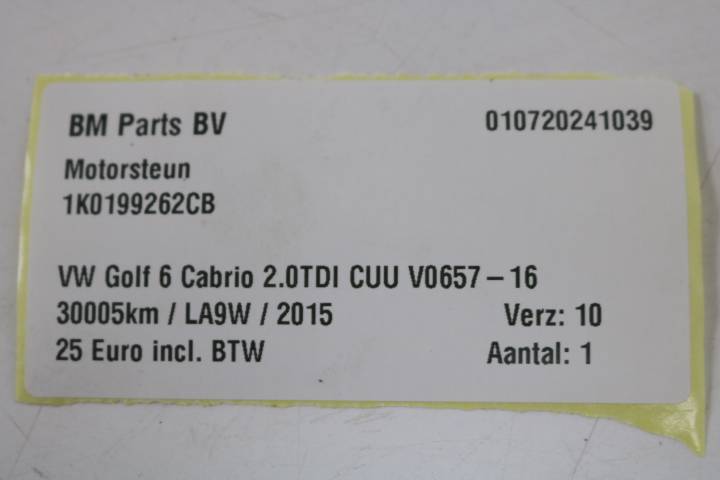 BM Parts BV 010720241039
Motorsteun
1K0199262CB
VW Golf 6 Cabrio 2.0TDI CUU V0657 – 16
30005km / LA9W / 2015 Verz: 10
25 Euro incl. BTW Aantal: 1